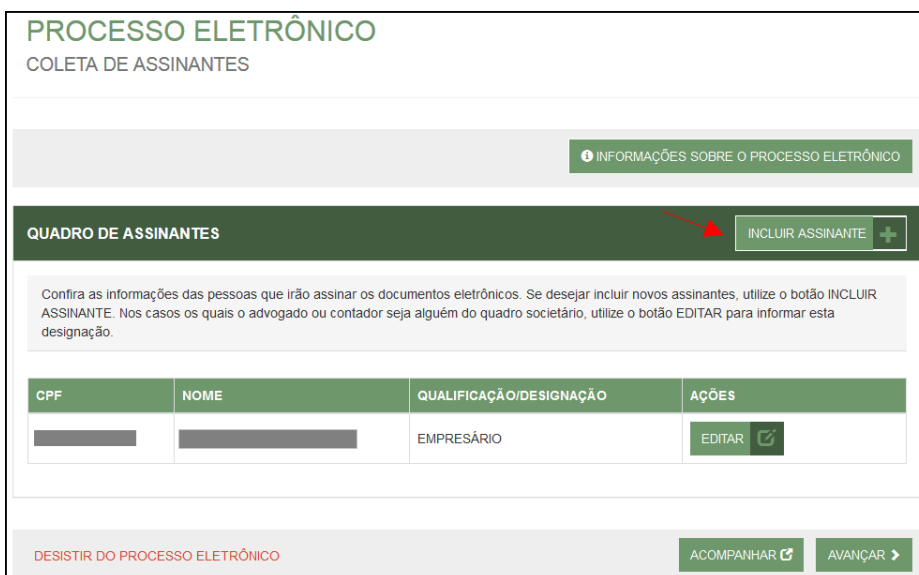 PROCESSO ELETRÔNICO
COLETA DE ASSINANTES
INFORMAÇÕES SOBRE O PROCESSO ELETRÔNICO
QUADRO DE ASSINANTES
INCLUIR ASSINANTE
Confira as informações das pessoas que irão assinar os documentos eletrônicos. Se desejar incluir novos assinantes, utilize o botão INCLUIR
ASSINANTE. Nos casos os quais o advogado ou contador seja alguém do quadro societário, utilize o botão EDITAR para informar esta
designação.
CPF NOME QUALIFICAÇÃO/DESIGNAÇÃO AÇÕES
EMPRESÁRIO EDITAR
DESISTIR DO PROCESSO ELETRÔNICO ACOMPANHAR AVANÇAR